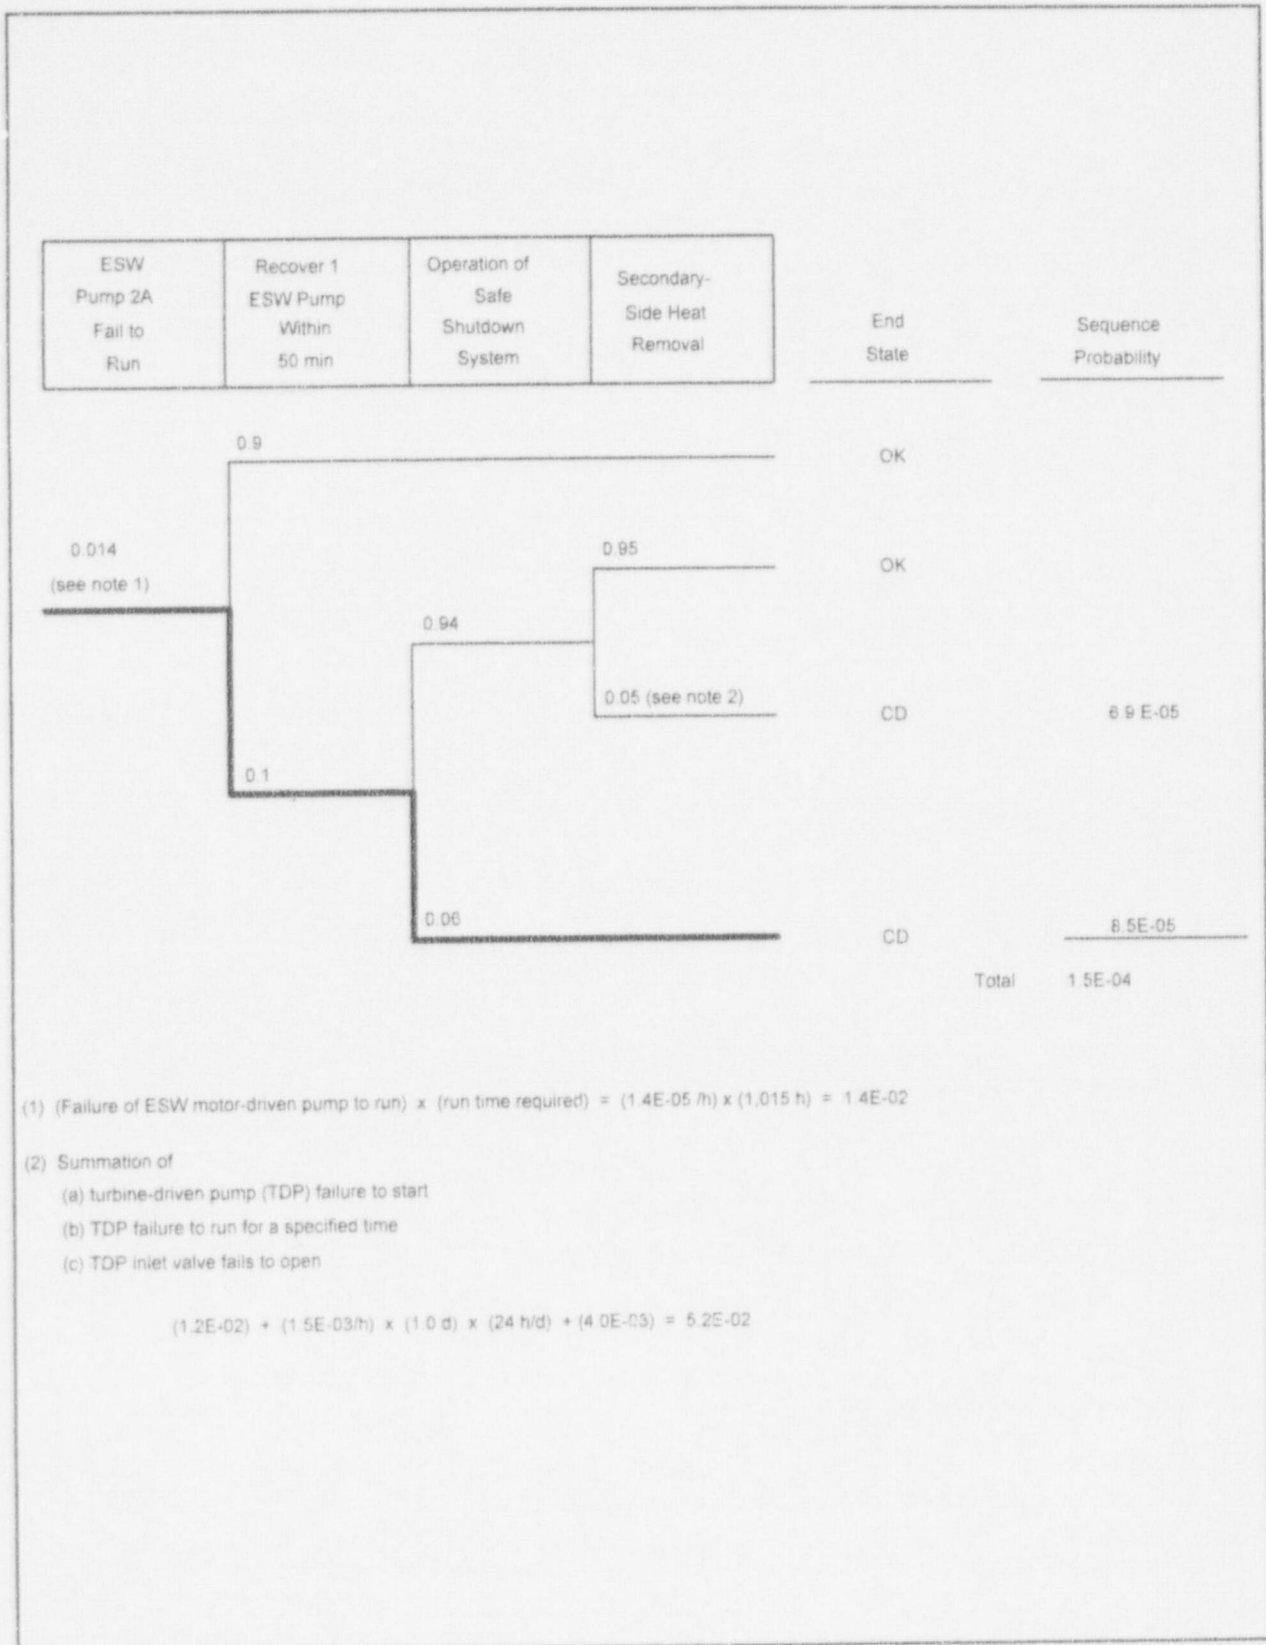 ESW
Pump 2A
Fail to
Run
Recover 1
ESW Pump
Within
50 min
Operation of
Safe
Shutdown
System
Secondary-
Side Heat
Removal
End
State
Sequence
Probability
0.9
OK
0.014
(see note 1)
0.95
OK
0.94
0.05 (see note 2)
CD
6.9 E-05
0.1
0.06
CD
8.5E-05
Total 1.5E-04
(1) (Failure of ESW motor-driven pump to run) x (run time required) = (1.4E-05 /h) x (1,015 h) = 1.4E-02
(2) Summation of
(a) turbine-driven pump (TDP) failure to start
(b) TDP failure to run for a specified time
(c) TDP inlet valve fails to open
(1.2E-02) + (1.5E-03/h) x (1.0 d) x (24 h/d) + (4.0E-03) = 5.2E-02